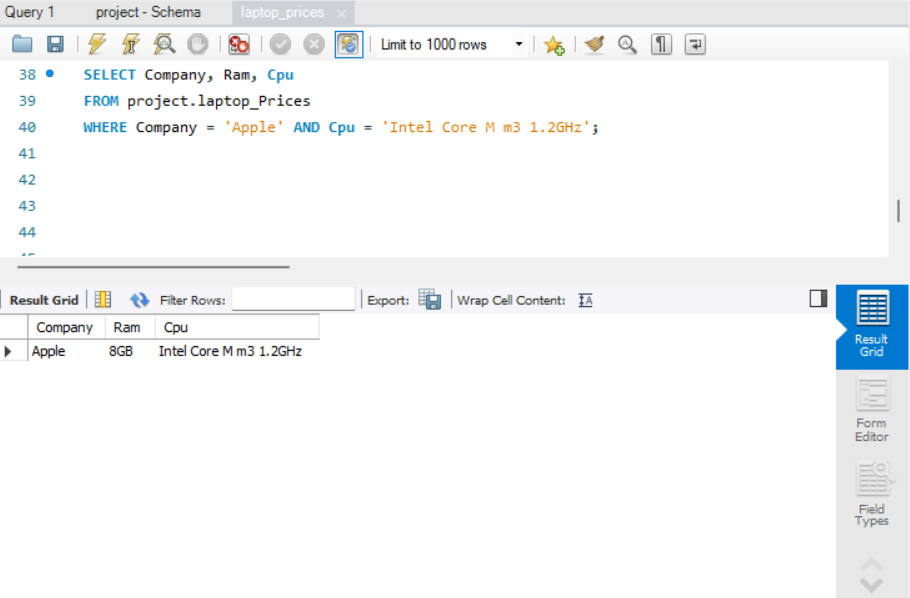 Query 1 project - Schema laptop_prices
Limit to 1000 rows
38 SELECT Company, Ram, Cpu
39 FROM project.laptop_Prices
40 WHERE Company = 'Apple' AND Cpu = 'Intel Core M m3 1.2GHz';
41
42
43
44
Result Grid Filter Rows: Export: Wrap Cell Content:
Company Ram Cpu
Apple 8GB Intel Core M m3 1.2GHz
Result
Grid
Form
Editor
Field
Types